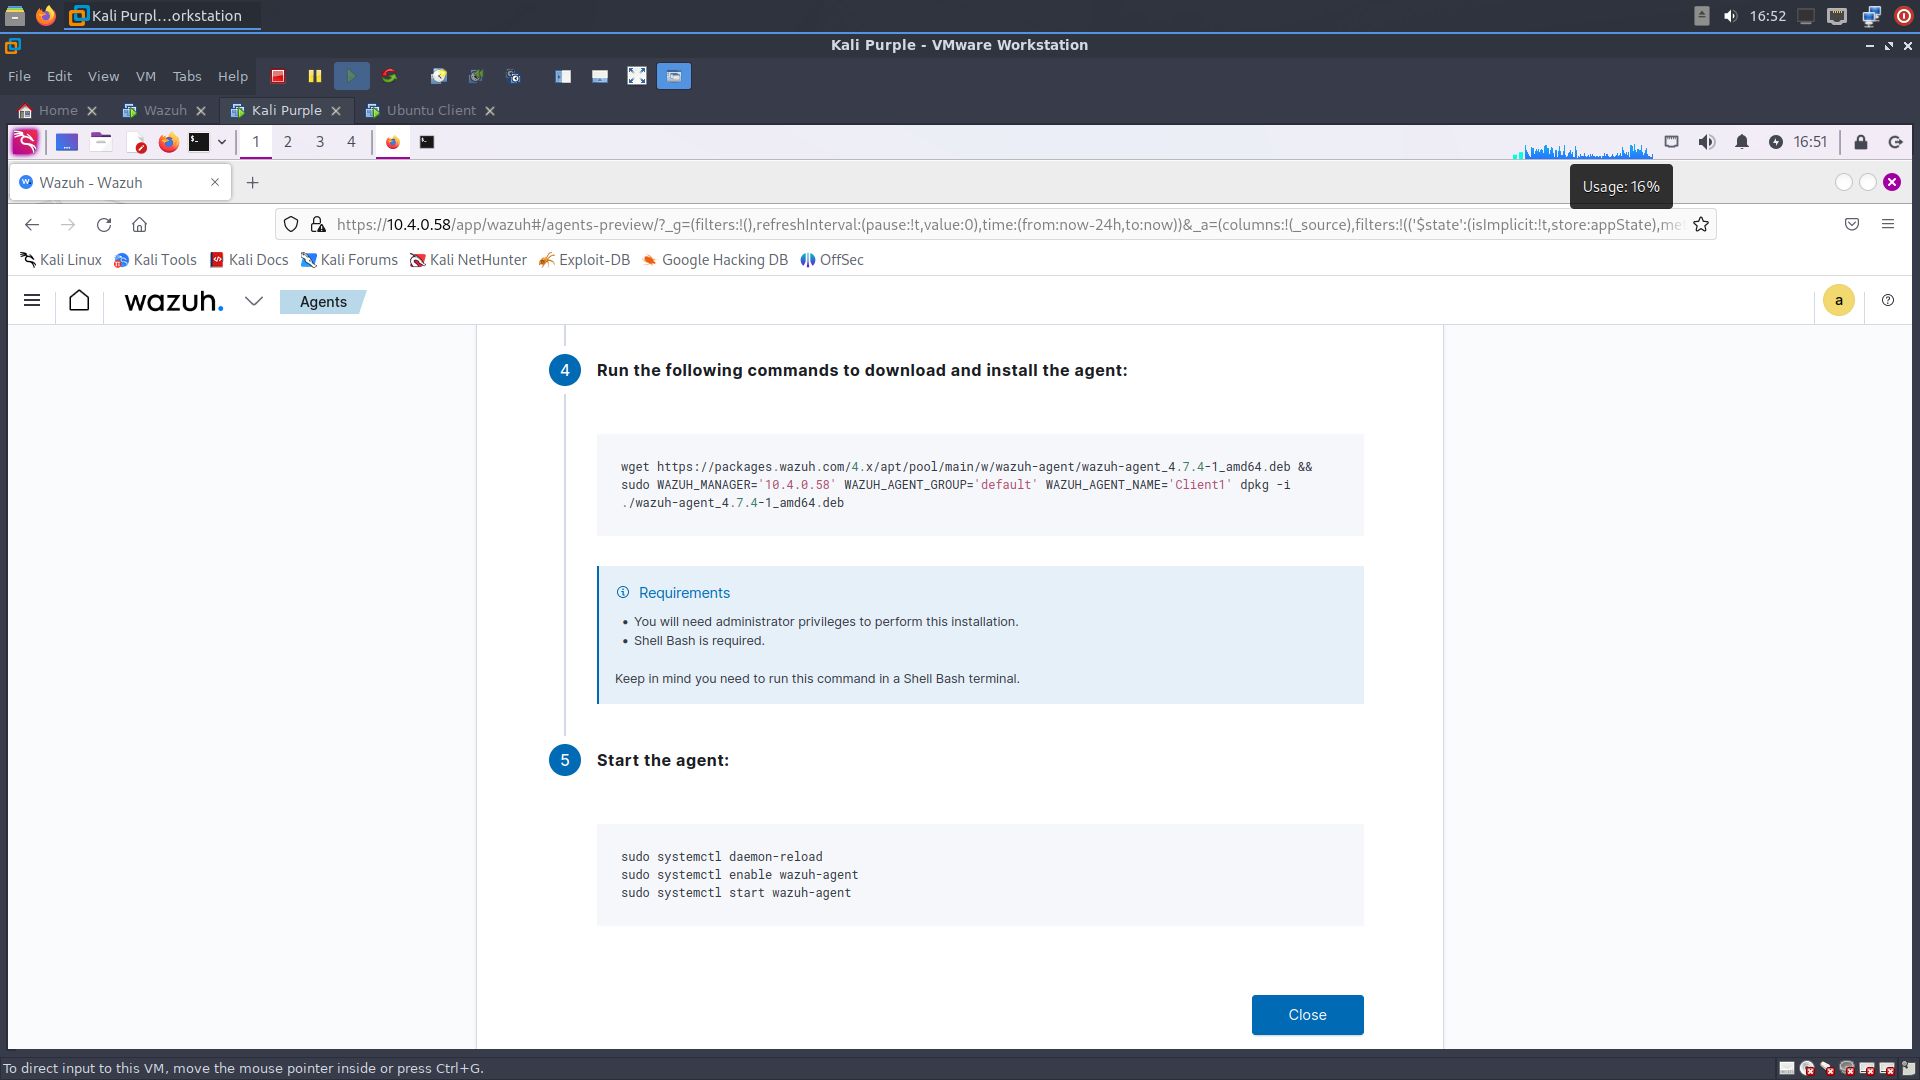 Kali Purpl...orkstation
16:52
Kali Purple - VMware Workstation
File Edit View VM Tabs Help
Home Wazuh Kali Purple Ubuntu Client
1 2 3 4
16:51
Wazuh - Wazuh
Usage: 16%
https://10.4.0.58/app/wazuh#/agents-preview/?_g=(filters:!(),refreshInterval:(pause:!t,value:0),time:(from:now-24h,to:now))&_a=(columns:!(_source),filters:!(('$state':(isImplicit:!t,store:appState),me
Kali Linux Kali Tools Kali Docs Kali Forums Kali NetHunter Exploit-DB Google Hacking DB OffSec
wazuh. Agents
a
4 Run the following commands to download and install the agent:
wget https://packages.wazuh.com/4.x/apt/pool/main/w/wazuh-agent/wazuh-agent_4.7.4-1_amd64.deb &&
sudo WAZUH_MANAGER='10.4.0.58' WAZUH_AGENT_GROUP='default' WAZUH_AGENT_NAME='Client1' dpkg -i
./wazuh-agent_4.7.4-1_amd64.deb
Requirements
• You will need administrator privileges to perform this installation.
• Shell Bash is required.
Keep in mind you need to run this command in a Shell Bash terminal.
5 Start the agent:
sudo systemctl daemon-reload
sudo systemctl enable wazuh-agent
sudo systemctl start wazuh-agent
Close
To direct input to this VM, move the mouse pointer inside or press Ctrl+G.